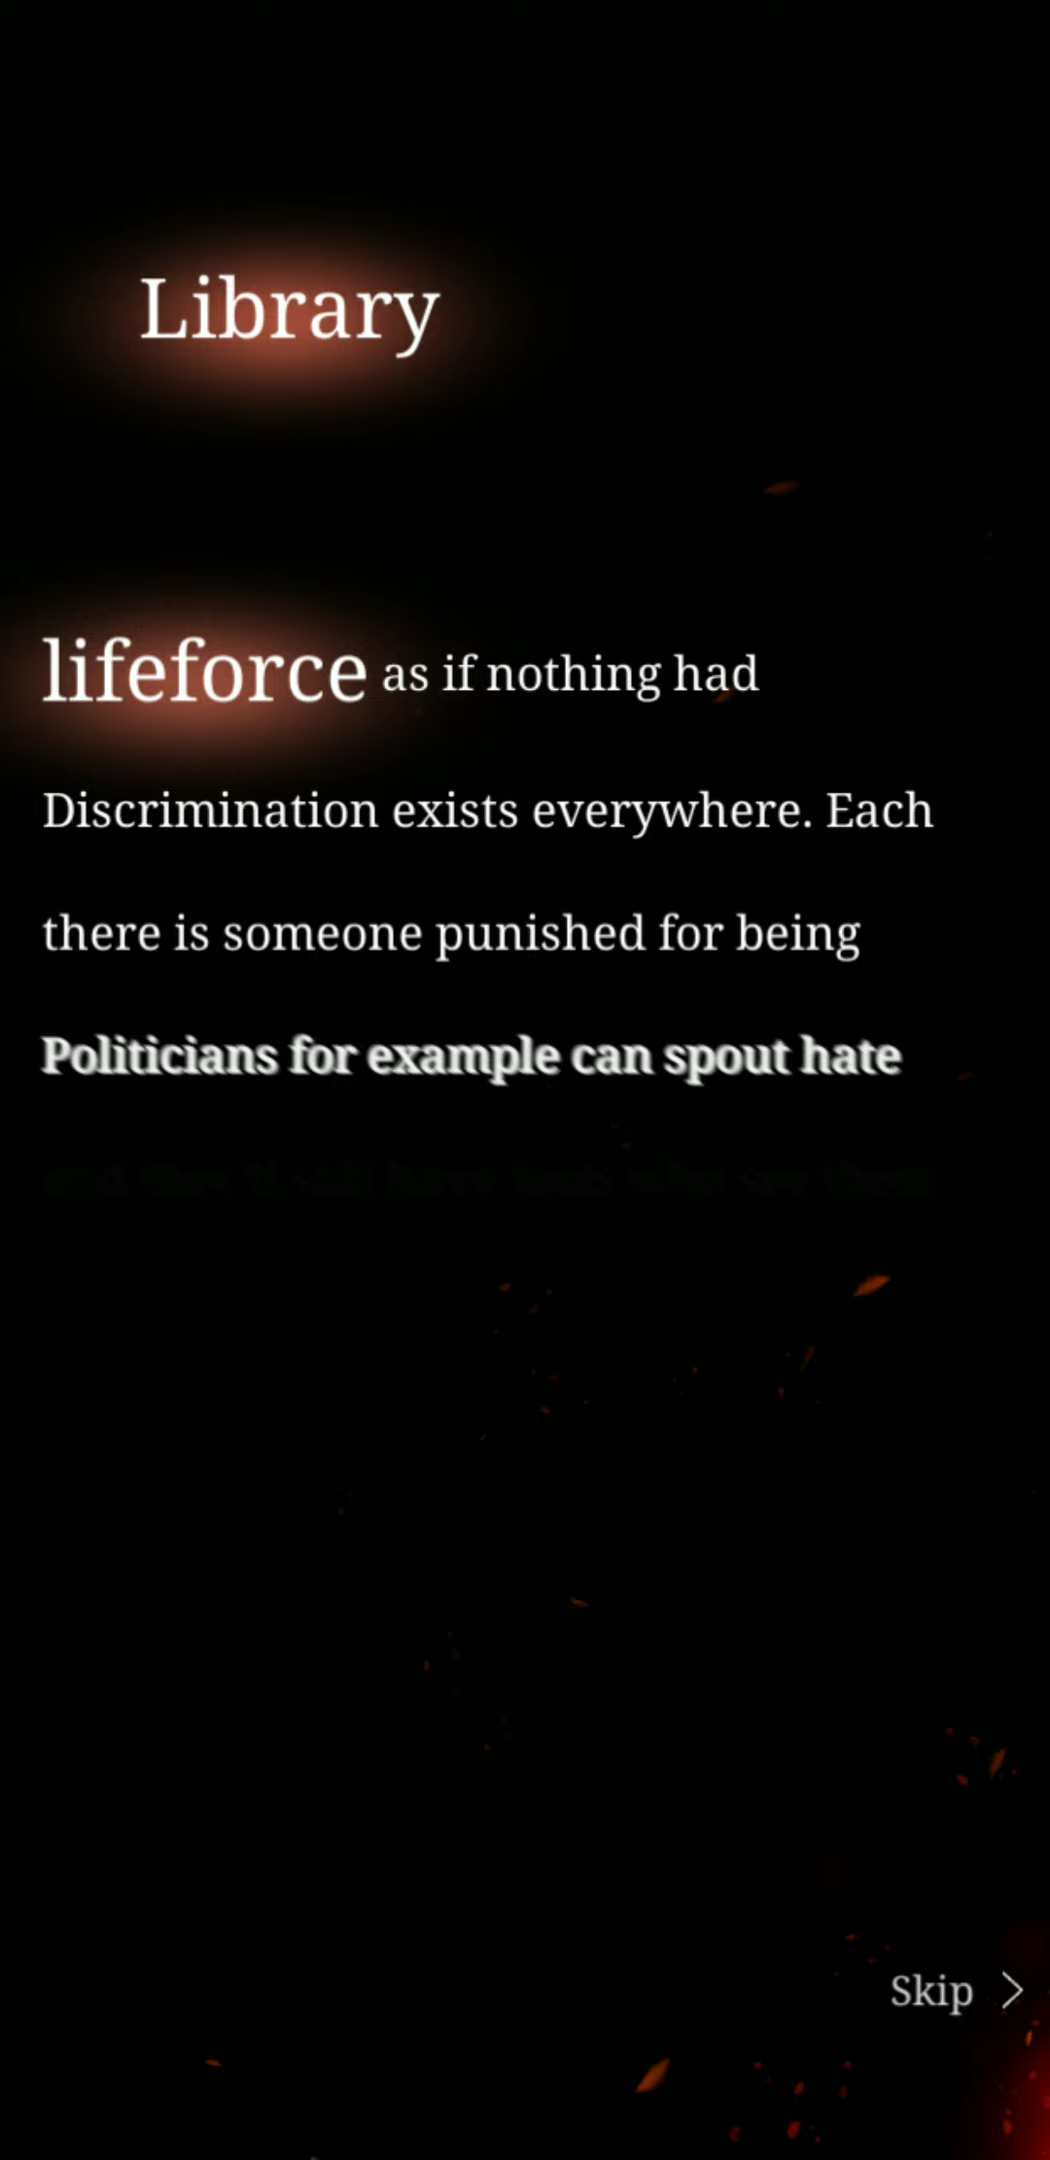 Library
lifeforce as if nothing had
Discrimination exists everywhere. Each
there is someone punished for being
Politicians for example can spout hate
Skip